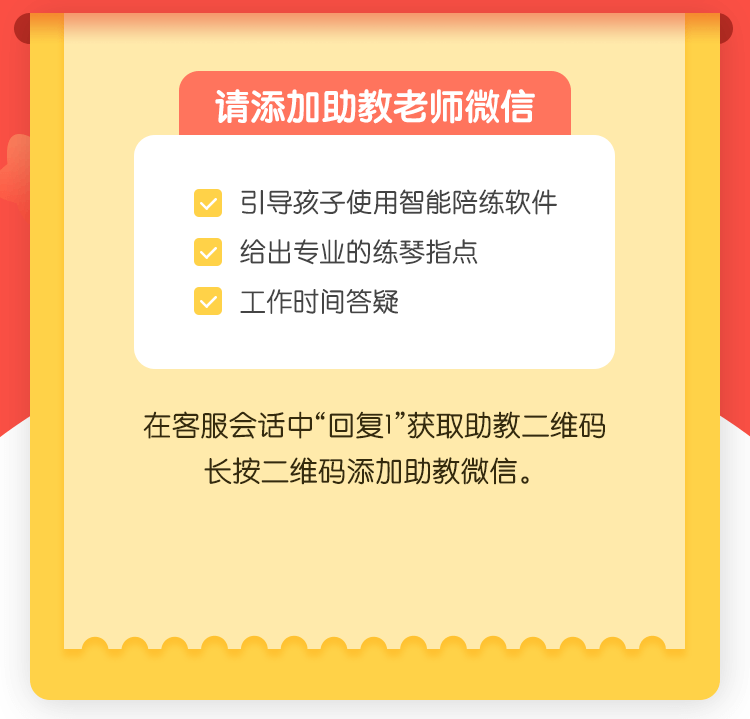 请添加助教老师微信
引导孩子使用智能陪练软件
给出专业的练琴指点
工作时间答疑
在客服会话中“回复1”获取助教二维码
长按二维码添加助教微信。